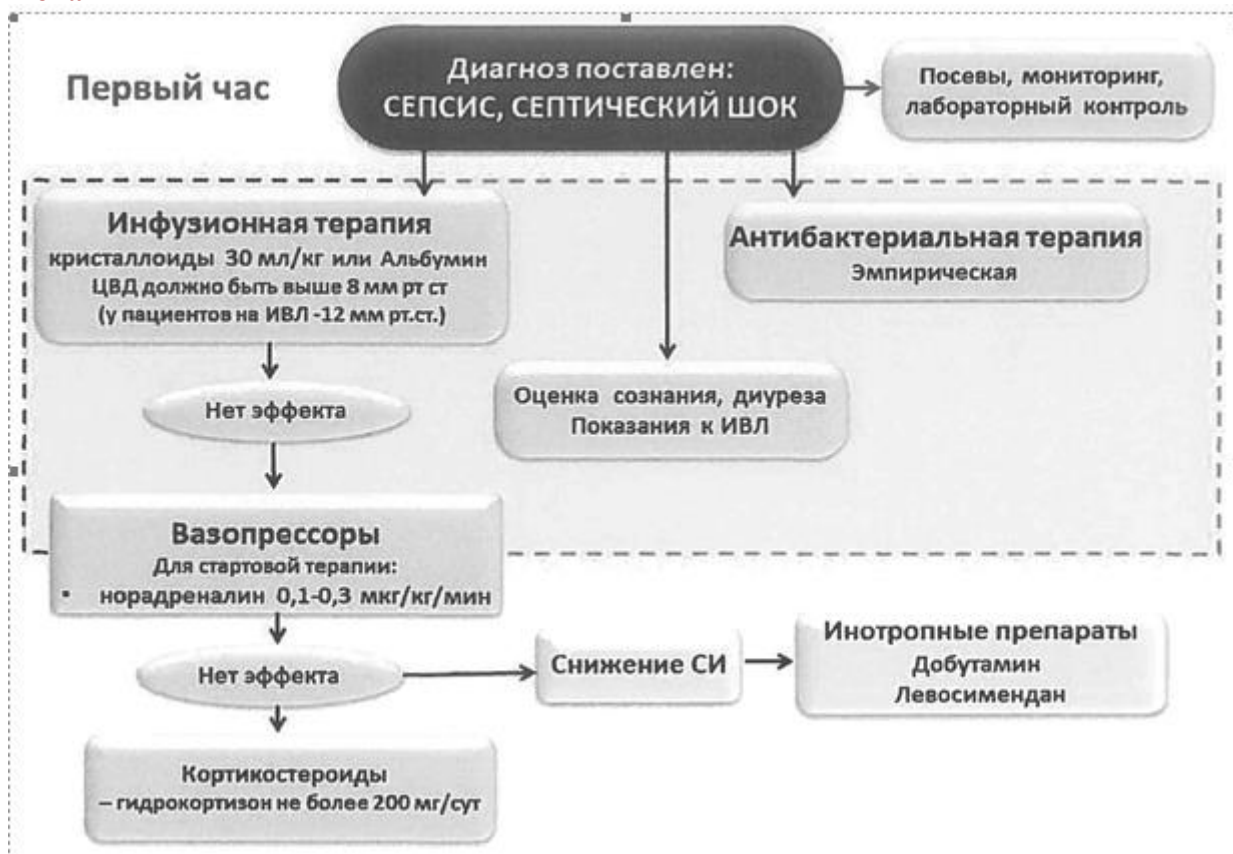 Первый час
Диагноз поставлен:
СЕПСИС, СЕПТИЧЕСКИЙ ШОК
Посевы, мониторинг,
лабораторный контроль
Инфузионная терапия
кристаллоиды 30 мл/кг или Альбумин
ЦВД должно быть выше 8 мм рт ст
(у пациентов на ИВЛ -12 мм рт.ст.)
Антибактериальная терапия
Эмпирическая
Нет эффекта
Оценка сознания, диуреза
Показания к ИВЛ
Вазопрессоры
Для стартовой терапии:
• норадреналин 0,1-0,3 мкг/кг/мин
Нет эффекта
Снижение СИ
Инотропные препараты
Добутамин
Левосимендан
Кортикостероиды
– гидрокортизон не более 200 мг/сут